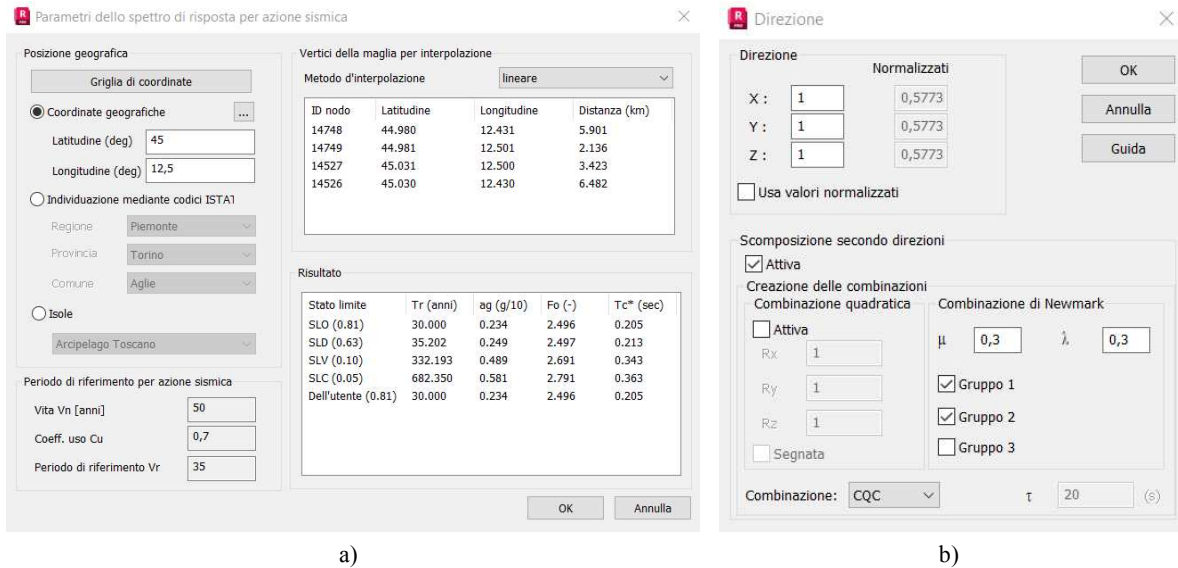 Parametri dello spettro di risposta per azione sismica
Posizione geografica
Griglia di coordinate
Coordinate geografiche
...
Latitudine (deg) 45
Longitudine (deg) 12,5
Individuazione mediante codici ISTAT
Regione Piemonte
Provincia Torino
Comune Aglie
Isole
Arcipelago Toscano
Periodo di riferimento per azione sismica
Vita Vn [anni] 50
Coeff. uso Cu 0,7
Periodo di riferimento Vr 35
Vertici della maglia per interpolazione
Metodo d'interpolazione lineare
ID nodo Latitudine Longitudine Distanza (km)
14748 44.980 12.431 5.901
14749 44.981 12.501 2.136
14527 45.031 12.500 3.423
14526 45.030 12.430 6.482
Risultato
Stato limite Tr (anni) ag (g/10) Fo (-) Tc* (sec)
SLO (0.81) 30.000 0.234 2.496 0.205
SLD (0.63) 35.202 0.249 2.497 0.213
SLV (0.10) 332.193 0.489 2.691 0.343
SLC (0.05) 682.350 0.581 2.791 0.363
Dell'utente (0.81) 30.000 0.234 2.496 0.205
OK Annulla
a)
Direzione
Direzione
Normalizzati
X : 1 0,5773
Y : 1 0,5773
Z : 1 0,5773
Usa valori normalizzati
OK
Annulla
Guida
Scomposizione secondo direzioni
Attiva
Creazione delle combinazioni
Combinazione quadratica
Attiva
Rx 1
Ry 1
Rz 1
Segnata
Combinazione di Newmark
μ 0,3 λ 0,3
Gruppo 1
Gruppo 2
Gruppo 3
Combinazione: CQC τ 20 (s)
b)